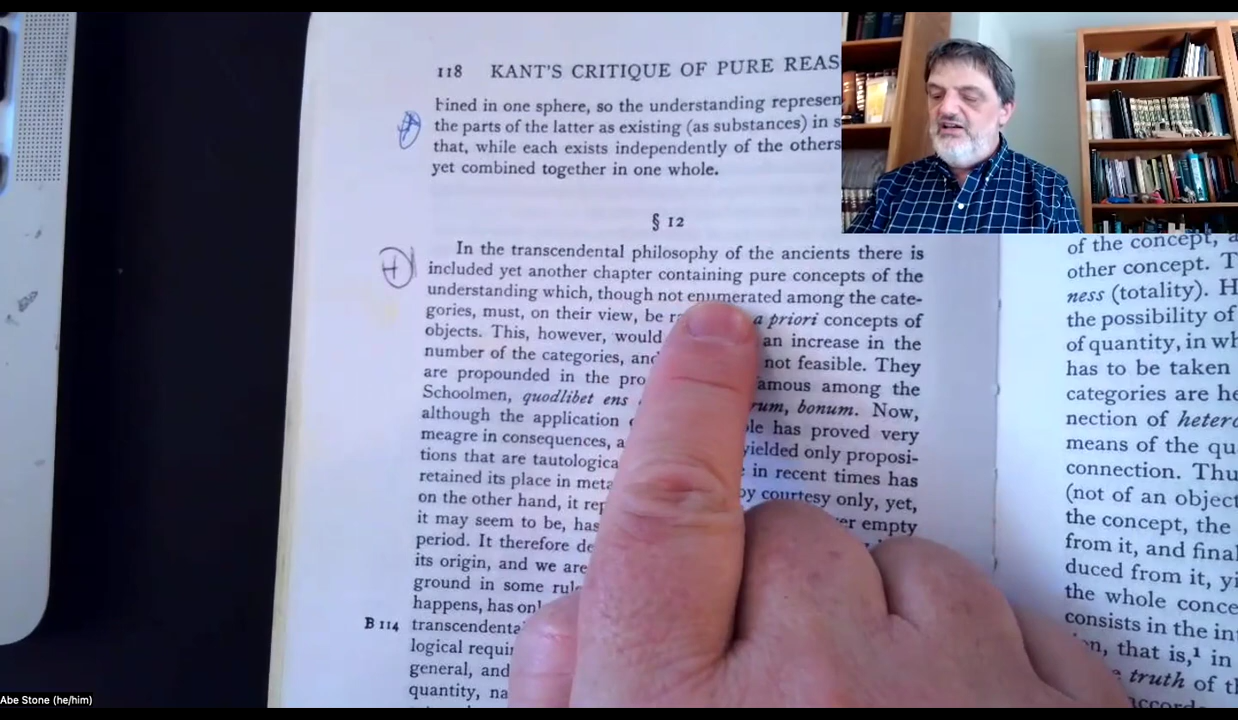 118 KANT'S CRITIQUE OF PURE REAS
bined in one sphere, so the understanding represen
the parts of the latter as existing (as substances) in s
that, while each exists independently of the others
yet combined together in one whole.
§ 12
In the transcendental philosophy of the ancients there is
included yet another chapter containing pure concepts of the
understanding which, though not enumerated among the cate-
gories, must, on their view, be ra a priori concepts of
objects. This, however, would an increase in the
number of the categories, and not feasible. They
are propounded in the pro famous among the
Schoolmen, quodlibet ens rum, bonum. Now,
although the application le has proved very
meagre in consequences, a yielded only proposi-
tions that are tautologica in recent times has
retained its place in meta by courtesy only, yet,
on the other hand, it rep er empty
it may seem to be, has
period. It therefore de
its origin, and we are
ground in some rul
happens, has onl
B 114 transcendenta
logical requi
general, and
quantity, na
of the concept, a
other concept. T
ness (totality). H
the possibility of
of quantity, in wh
has to be taken
categories are he
nection of hetero
means of the qu
connection. Thu
(not of an object
the concept, the
from it, and final
duced from it, yi
the whole conce
consists in the in
n, that is,¹ in
truth of th
accord
Abe Stone (he/him)